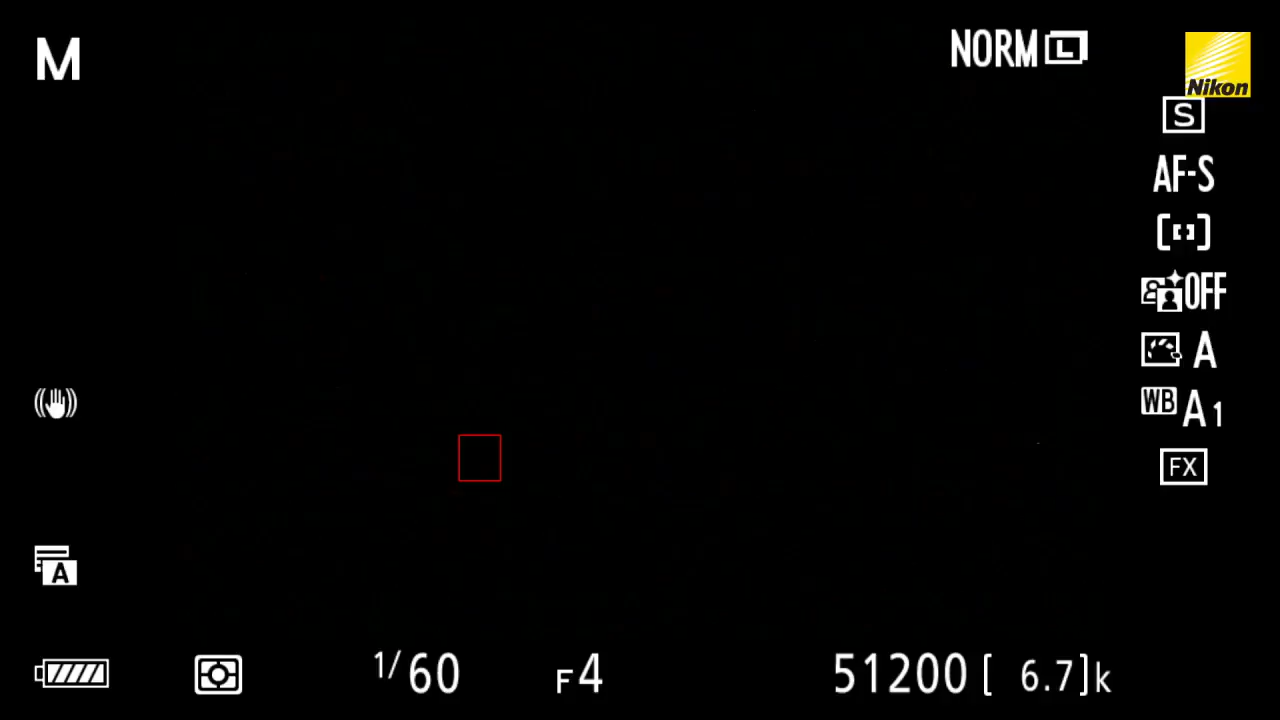 M
NORM L
Nikon
S
AF-S
OFF
A
WB A1
FX
A
1/60 F4 51200 [ 6.7]k